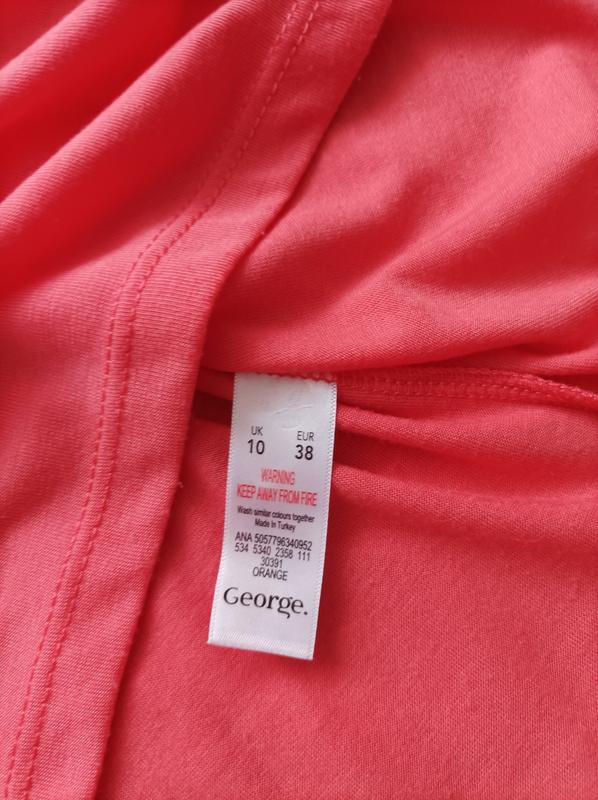 UK EUR
10 38
WARNING
KEEP AWAY FROM FIRE
Wash similar colours together
Made In Turkey
ANA 5057796340952
534 5340 2358 111
30391
ORANGE
George.